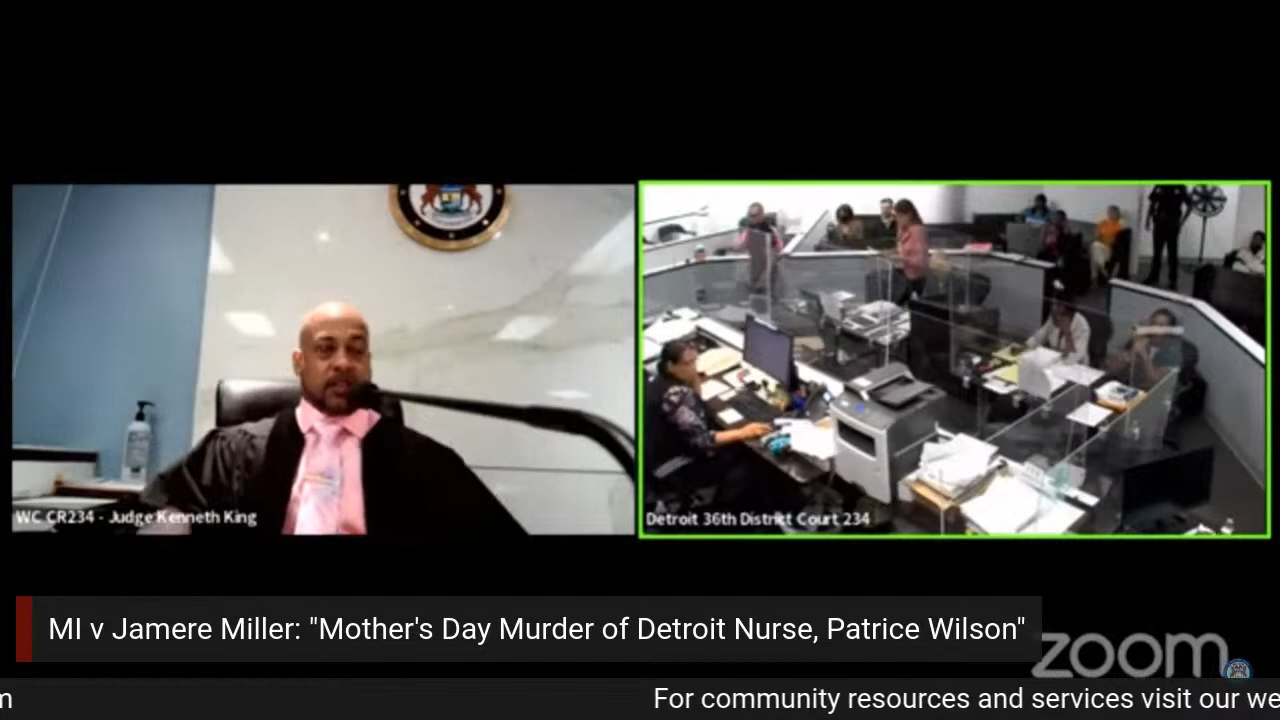 WC CR234 - Judge Kenneth King
Detroit 36th District Court 234
MI v Jamere Miller: "Mother's Day Murder of Detroit Nurse, Patrice Wilson"
zoom
m
For community resources and services visit our we